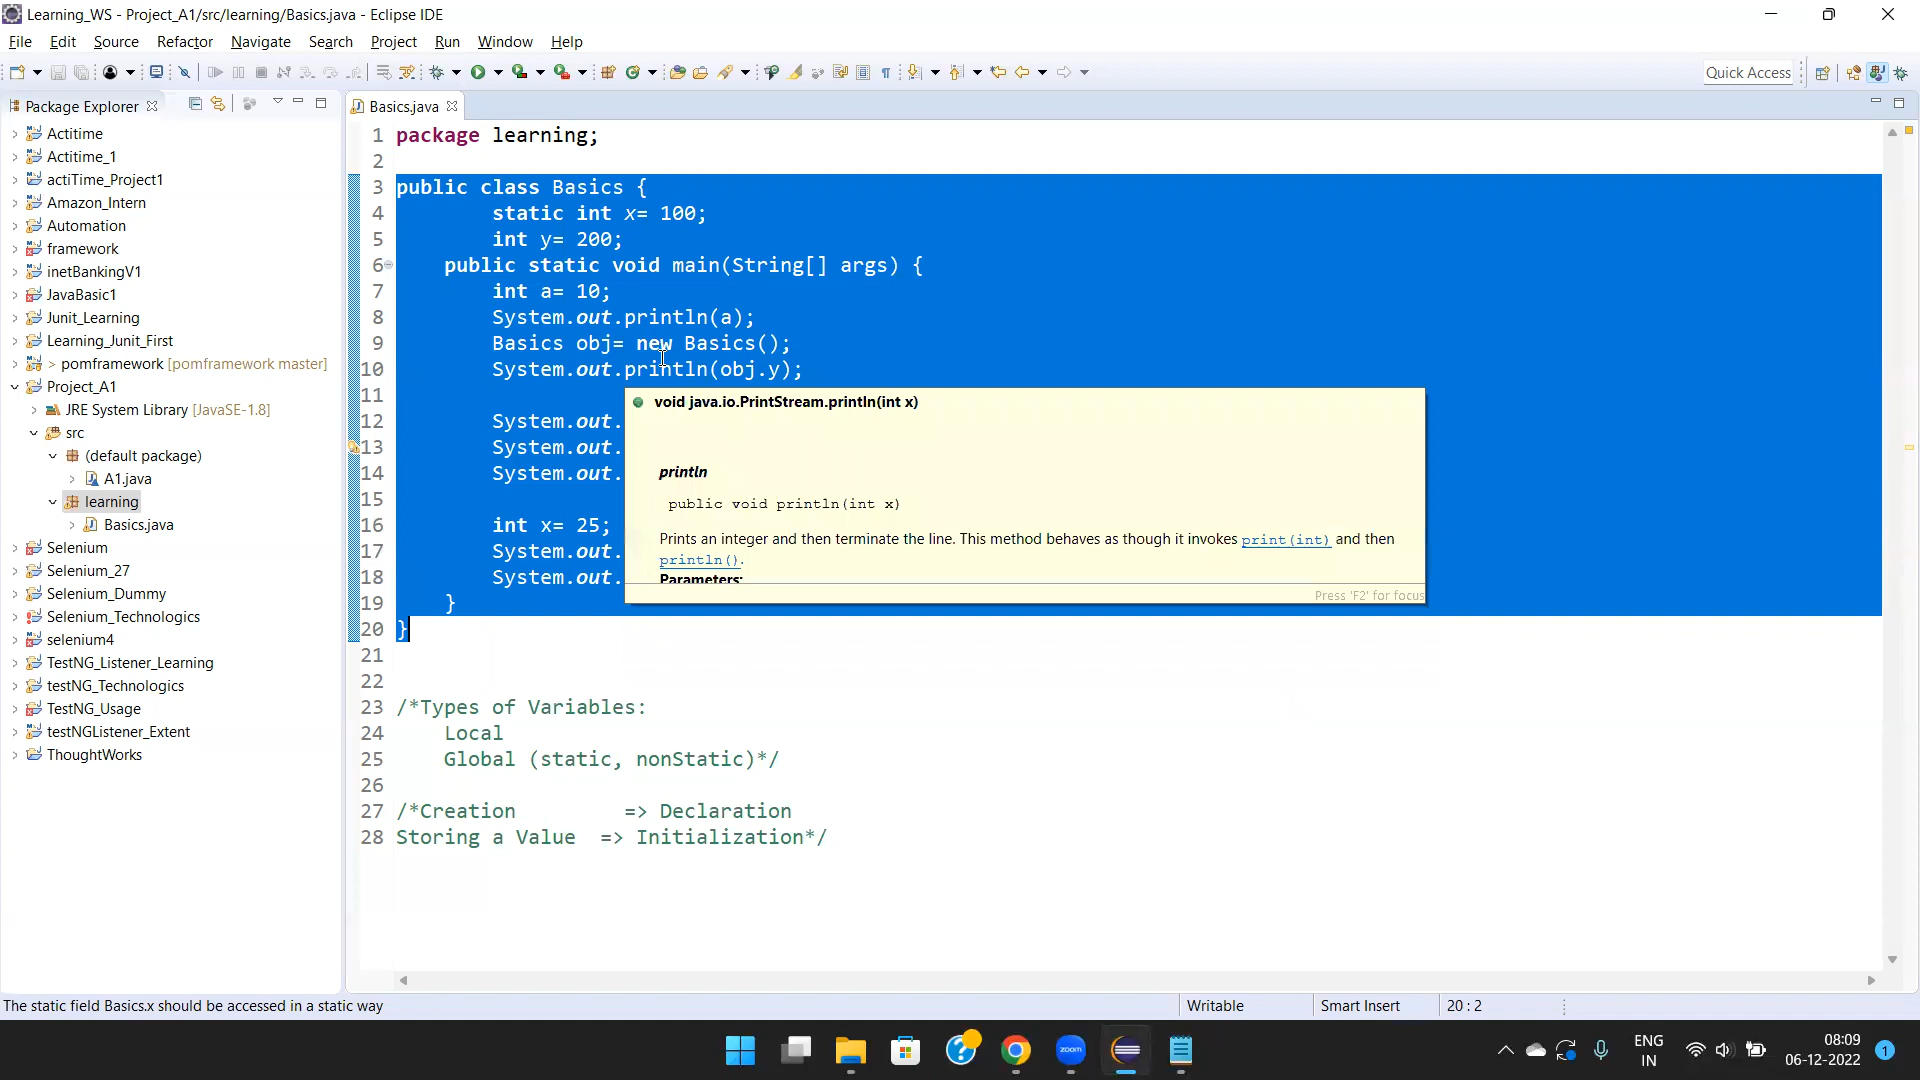 Learning_WS - Project_A1/src/learning/Basics.java - Eclipse IDE
File Edit Source Refactor Navigate Search Project Run Window Help
Quick Access
Package Explorer
Basics.java
Actitime
Actitime_1
actiTime_Project1
Amazon_Intern
Automation
framework
inetBankingV1
JavaBasic1
Junit_Learning
Learning_Junit_First
> pomframework [pomframework master]
Project_A1
JRE System Library [JavaSE-1.8]
src
(default package)
A1.java
learning
Basics.java
Selenium
Selenium_27
Selenium_Dummy
Selenium_Technologics
selenium4
TestNG_Listener_Learning
testNG_Technologics
TestNG_Usage
testNGListener_Extent
ThoughtWorks
1 package learning;
2
3 public class Basics {
4 static int x= 100;
5 int y= 200;
6 public static void main(String[] args) {
7 int a= 10;
8 System.out.println(a);
9 Basics obj= new Basics();
10 System.out.println(obj.y);
11
12 System.out.
13 System.out.
14 System.out.
15
16 int x= 25;
17 System.out.
18 System.out.
19 }
20 }
21
22
23 /*Types of Variables:
24 Local
25 Global (static, nonStatic)*/
26
27 /*Creation => Declaration
28 Storing a Value => Initialization*/
void java.io.PrintStream.println(int x)
println
public void println(int x)
Prints an integer and then terminate the line. This method behaves as though it invokes print(int) and then
println().
Parameters:
Press 'F2' for focus
The static field Basics.x should be accessed in a static way
Writable
Smart Insert
20 : 2
zoom
ENG
IN
08:09
06-12-2022
1